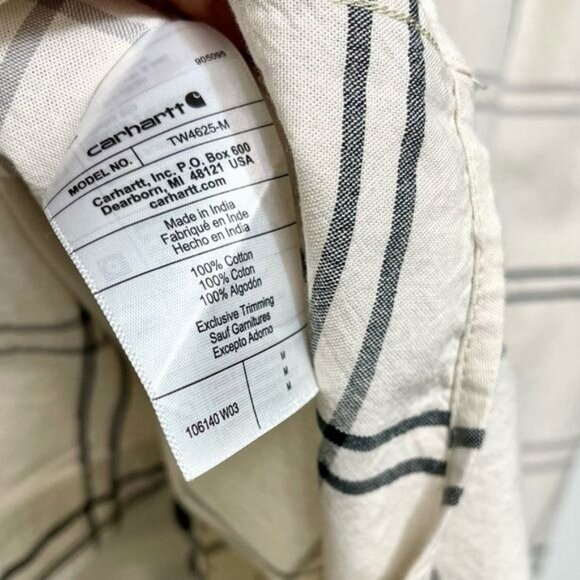 905095
carhartt
MODEL NO. TW4625-M
Carhartt, Inc. P.O. Box 600
Dearborn, MI 48121 USA
carhartt.com
Made in India
Fabriqué en Inde
Hecho en India
100% Cotton
100% Coton
100% Algodón
Exclusive Trimming
Sauf Garnitures
Excepto Adorno
106140 W03
M
M
M